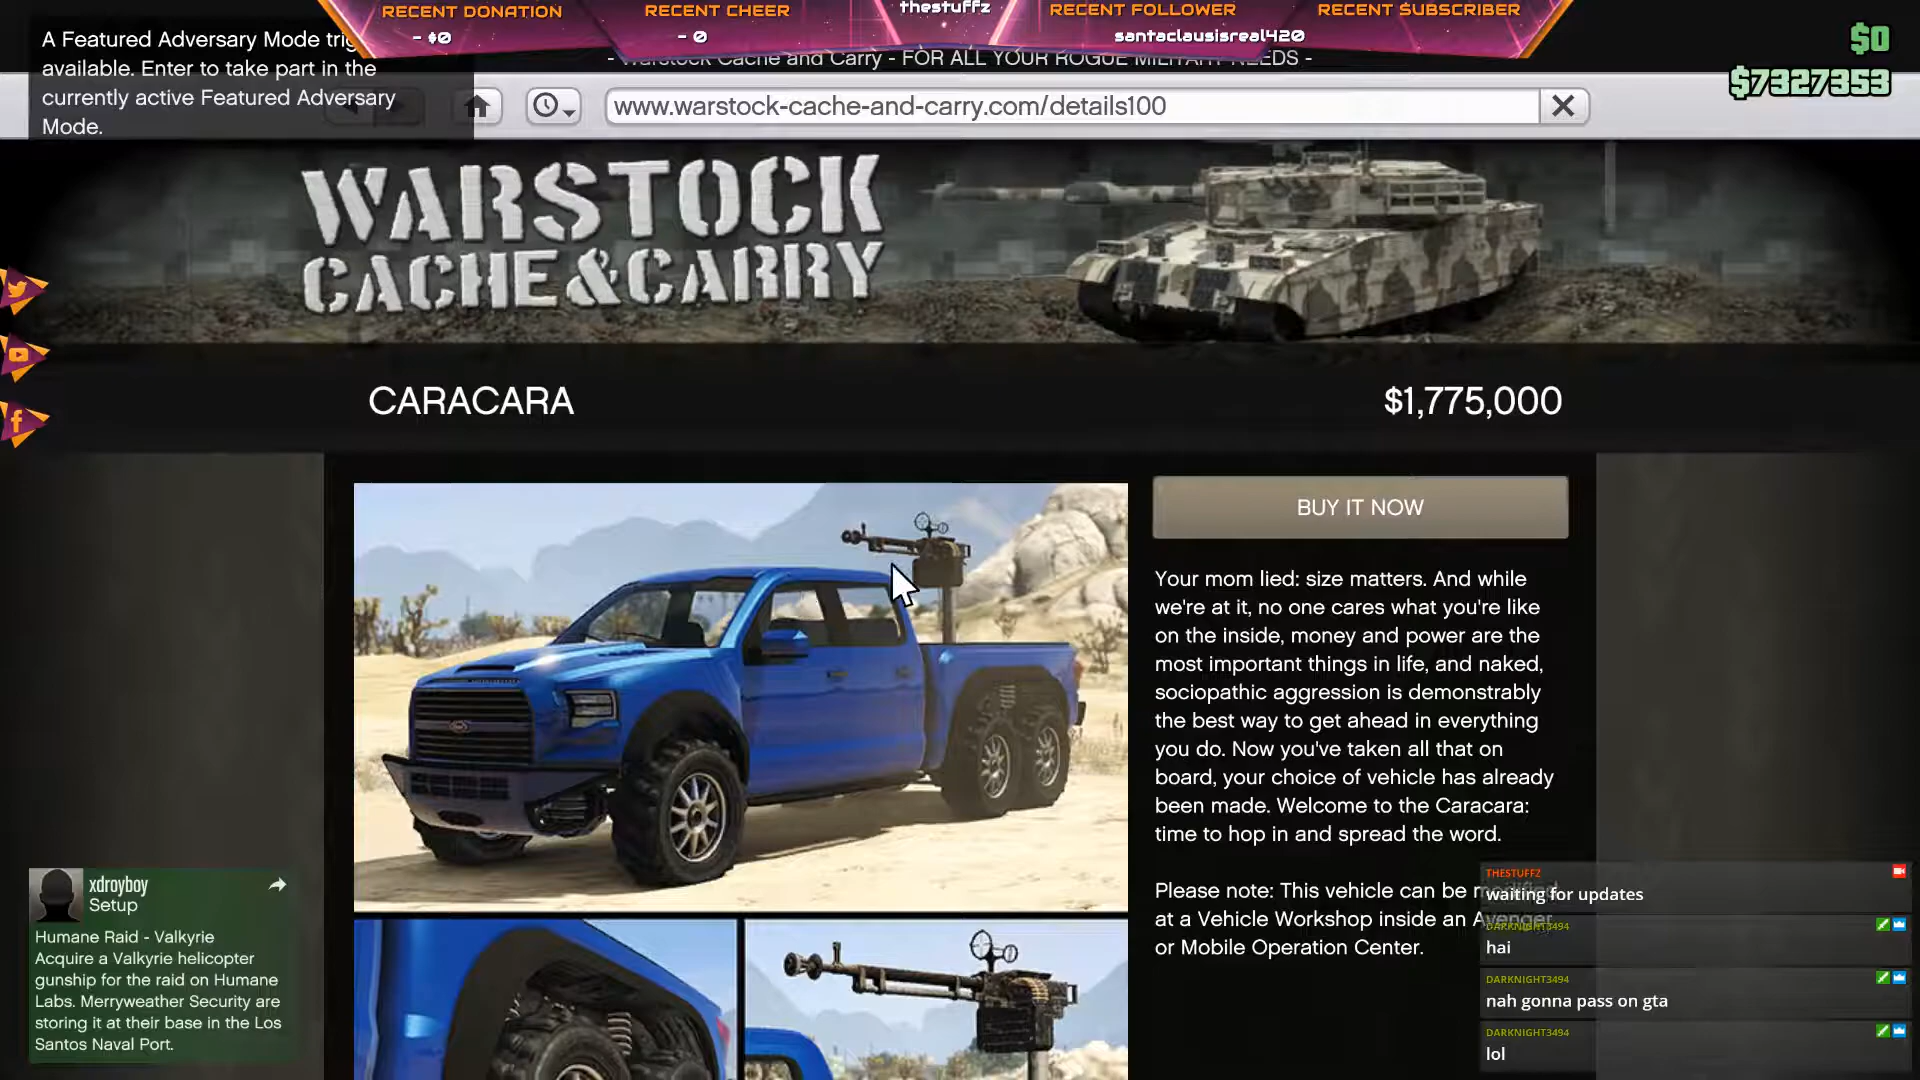 RECENT DONATION
- $0
RECENT CHEER
- 0
thestuffz
RECENT FOLLOWER
santaclausisreal420
RECENT SUBSCRIBER
$0
$7327353
A Featured Adversary Mode
available. Enter to take part in the
currently active Featured Adversary
Mode.
- Warstock Cache and Carry - FOR ALL YOUR ROGUE MILITARY NEEDS -
www.warstock-cache-and-carry.com/details100
WARSTOCK
CACHE&CARRY
CARACARA
$1,775,000
BUY IT NOW
Your mom lied: size matters. And while
we're at it, no one cares what you're like
on the inside, money and power are the
most important things in life, and naked,
sociopathic aggression is demonstrably
the best way to get ahead in everything
you do. Now you've taken all that on
board, your choice of vehicle has already
been made. Welcome to the Caracara:
time to hop in and spread the word.
Please note: This vehicle can be modified
at a Vehicle Workshop inside an Avenger
or Mobile Operation Center.
xdroyboy
Setup
Humane Raid - Valkyrie
Acquire a Valkyrie helicopter
gunship for the raid on Humane
Labs. Merryweather Security are
storing it at their base in the Los
Santos Naval Port.
THESTUFFZ
waiting for updates
DARKNIGHT3494
hai
DARKNIGHT3494
nah gonna pass on gta
DARKNIGHT3494
lol